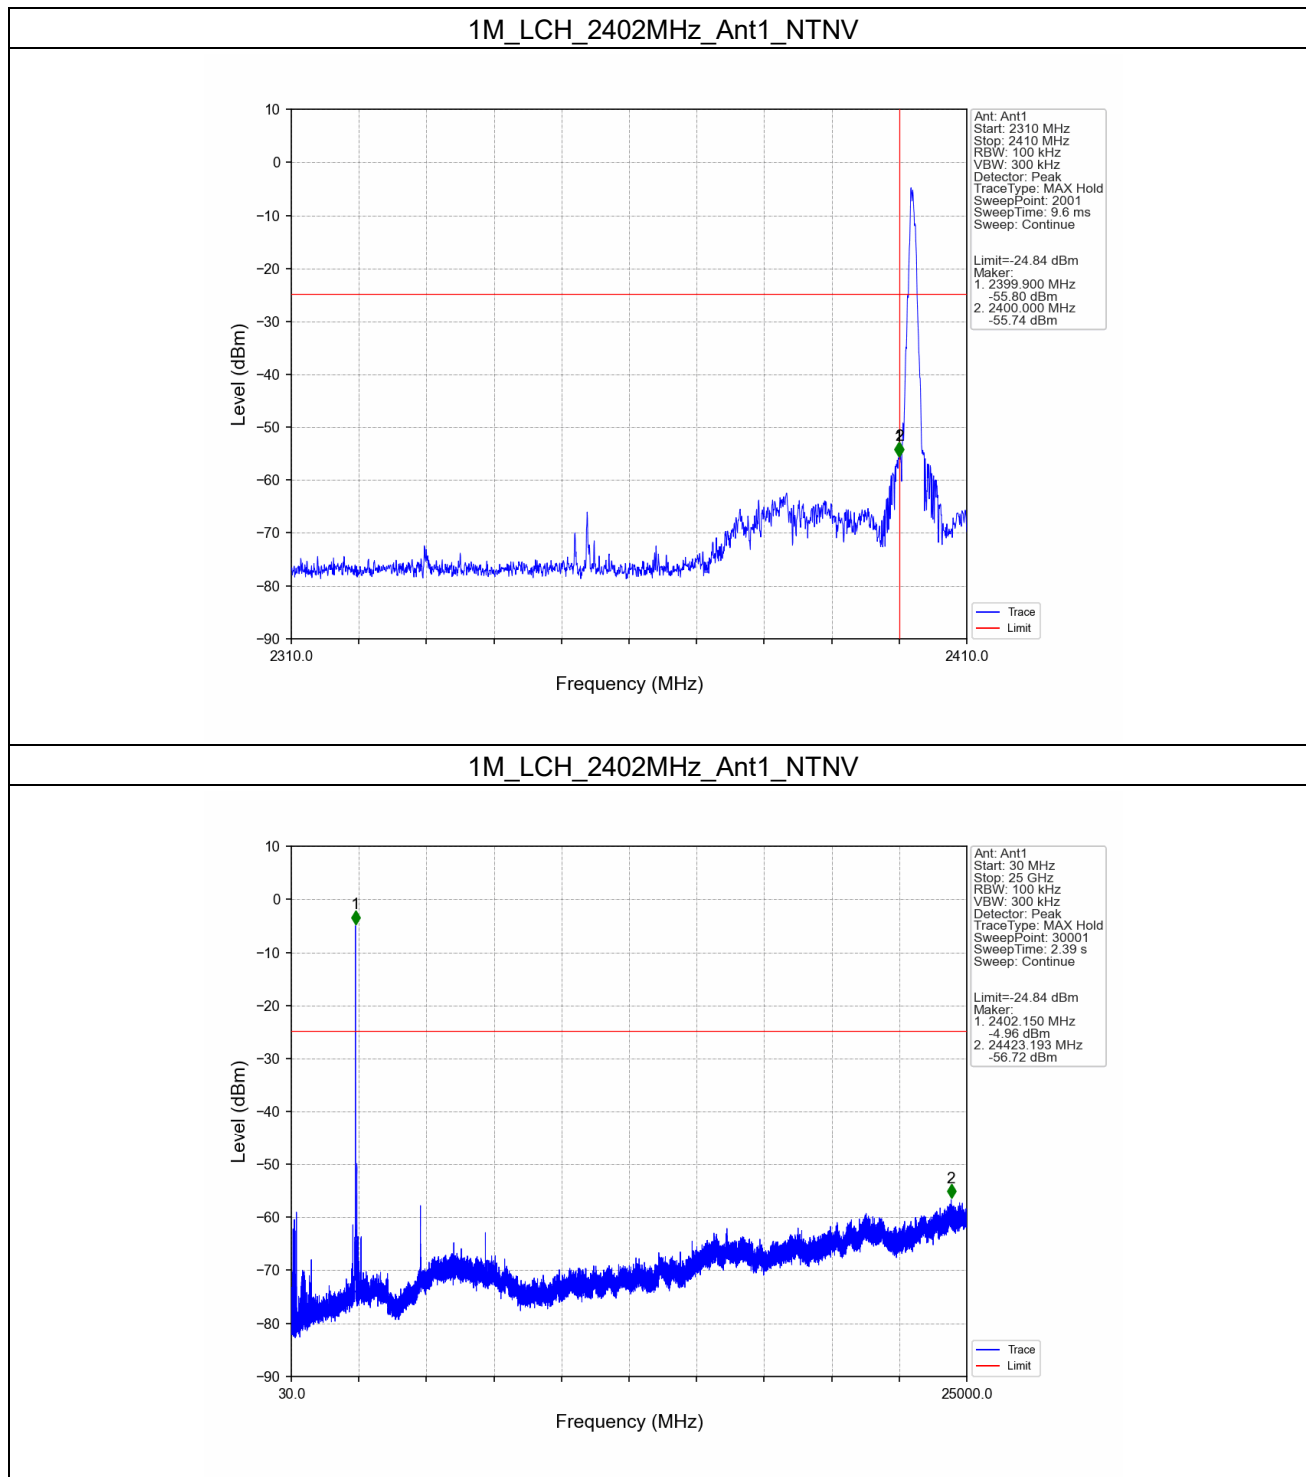 1M_LCH_2402MHz_Ant1_NTNV
10
0
−10
−20
−30
−40
−50
−60
−70
−80
−90
Level (dBm)
2310.0
2410.0
Frequency (MHz)
2
Ant: Ant1
Start: 2310 MHz
Stop: 2410 MHz
RBW: 100 kHz
VBW: 300 kHz
Detector: Peak
TraceType: MAX Hold
SweepPoint: 2001
SweepTime: 9.6 ms
Sweep: Continue
Limit=-24.84 dBm
Maker:
1. 2399.900 MHz
-55.80 dBm
2. 2400.000 MHz
-55.74 dBm
Trace
Limit
1M_LCH_2402MHz_Ant1_NTNV
10
0
−10
−20
−30
−40
−50
−60
−70
−80
−90
Level (dBm)
30.0
25000.0
Frequency (MHz)
1
2
Ant: Ant1
Start: 30 MHz
Stop: 25 GHz
RBW: 100 kHz
VBW: 300 kHz
Detector: Peak
TraceType: MAX Hold
SweepPoint: 30001
SweepTime: 2.39 s
Sweep: Continue
Limit=-24.84 dBm
Maker:
1. 2402.150 MHz
-4.96 dBm
2. 24423.193 MHz
-56.72 dBm
Trace
Limit